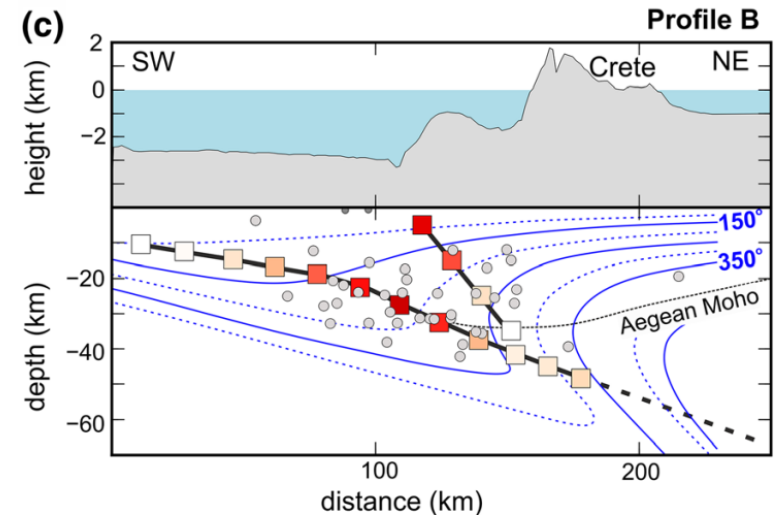 (c)
Profile B
SW
Crete
NE
2
0
−2
height (km)
150°
350°
Aegean Moho
−20
−40
−60
depth (km)
100
200
distance (km)